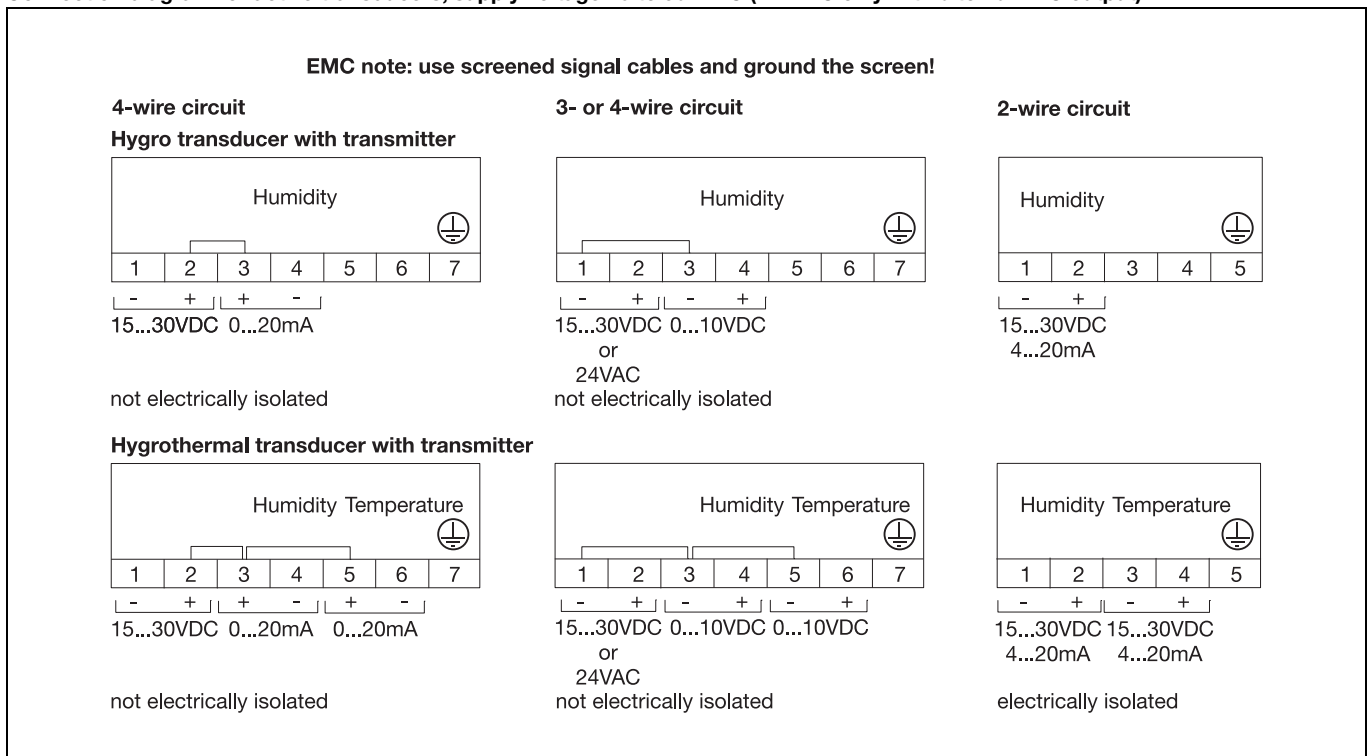 EMC note: use screened signal cables and ground the screen!
4-wire circuit
3- or 4-wire circuit
2-wire circuit
Hygro transducer with transmitter
Humidity
1 2 3 4 5 6 7
- + + -
15...30VDC 0...20mA
not electrically isolated
Humidity
1 2 3 4 5 6 7
- + - +
15...30VDC 0...10VDC
or
24VAC
not electrically isolated
Humidity
1 2 3 4 5
- +
15...30VDC
4...20mA
Hygrothermal transducer with transmitter
Humidity Temperature
1 2 3 4 5 6 7
- + + - + -
15...30VDC 0...20mA 0...20mA
not electrically isolated
Humidity Temperature
1 2 3 4 5 6 7
- + - + - +
15...30VDC 0...10VDC 0...10VDC
or
24VAC
not electrically isolated
Humidity Temperature
1 2 3 4 5
- + - +
15...30VDC 15...30VDC
4...20mA 4...20mA
electrically isolated